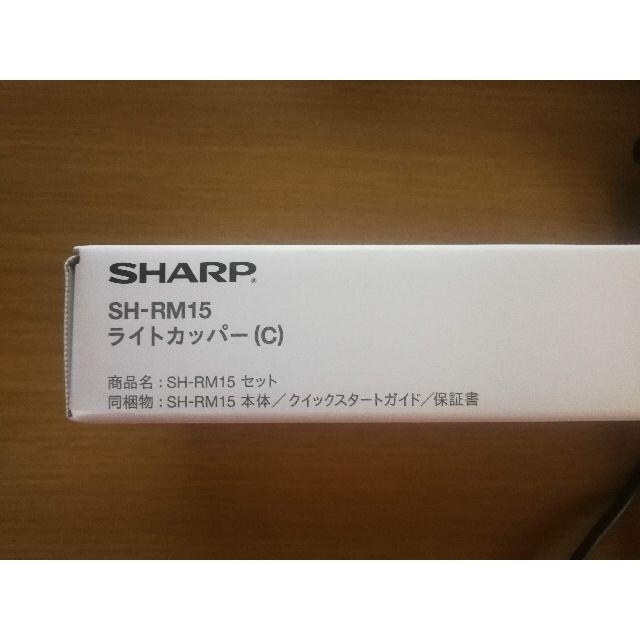 SHARP®
SH-RM15
ライトカッパー(C)
商品名：SH-RM15 セット
同梱物：SH-RM15 本体／クイックスタートガイド／保証書